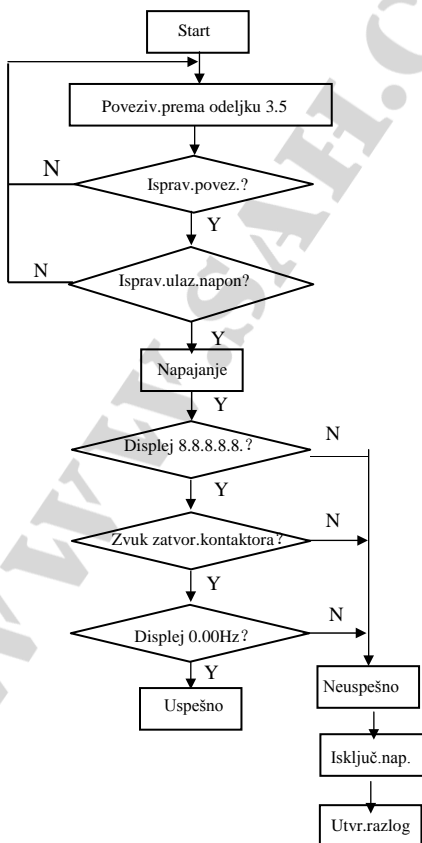 Start
Poveziv.prema odeljku 3.5
N
Isprav.povez.?
Y
N
Isprav.ulaz.napon?
Y
Napajanje
Y
N
Displej 8.8.8.8.8.?
Y
N
Zvuk zatvor.kontaktora?
Y
N
Displej 0.00Hz?
Y
Uspešno
Neuspešno
Isključ.nap.
Utvr.razlog